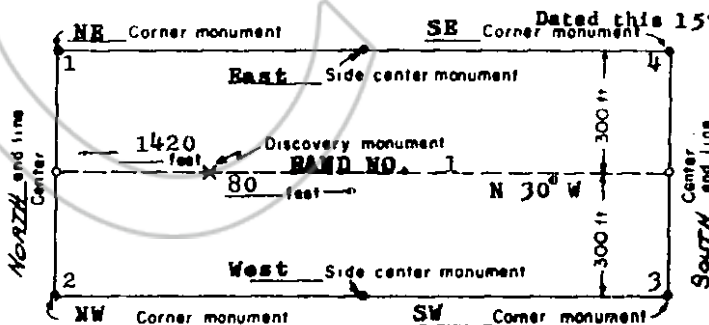 Dated this 15
NE Corner monument SE Corner monument
1 4
East Side center monument
1420 feet Discovery monument
RAND NO. 1
80 feet N 30° W
300 ft
300 ft
NORTH end line
Center
SOUTH end line
Center
West Side center monument
2 3
NW Corner monument SW Corner monument